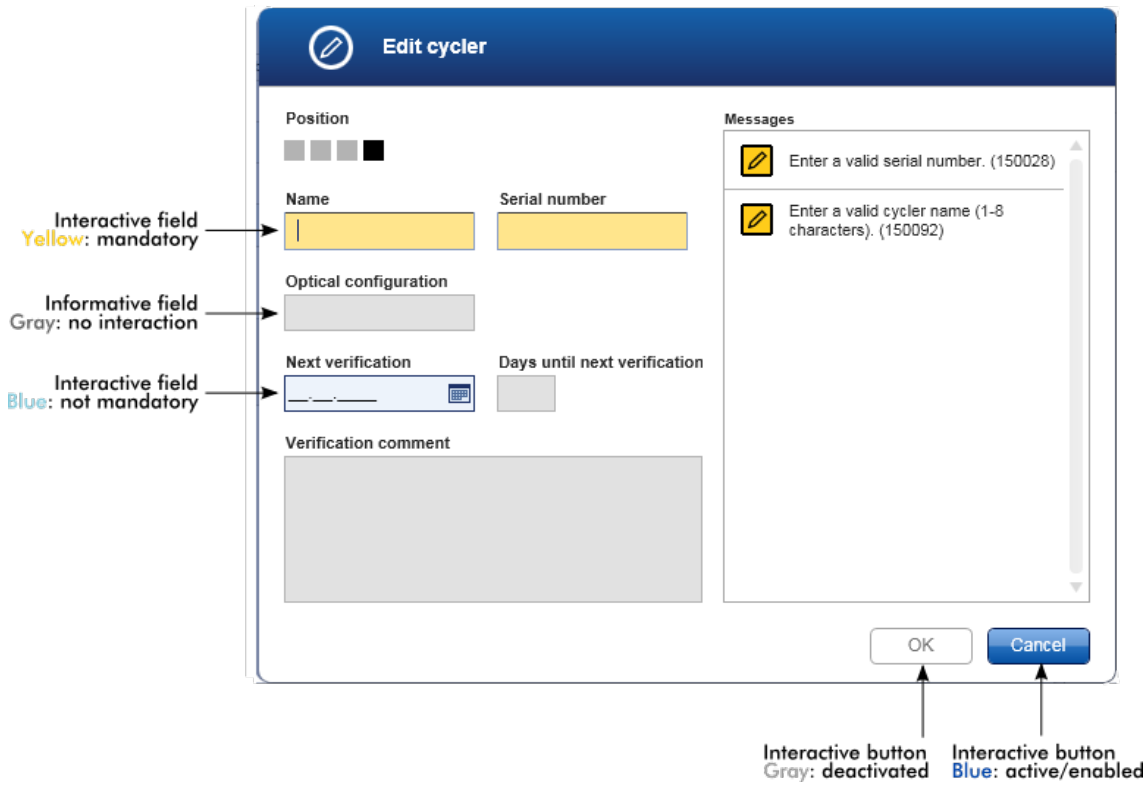 Edit cycler
Position
Messages
Enter a valid serial number. (150028)
Name
Serial number
Enter a valid cycler name (1-8
characters). (150092)
Interactive field
Yellow: mandatory
Optical configuration
Informative field
Gray: no interaction
Next verification
Days until next verification
Interactive field
Blue: not mandatory
__.__.____
Verification comment
OK
Cancel
Interactive button
Gray: deactivated
Interactive button
Blue: active/enabled